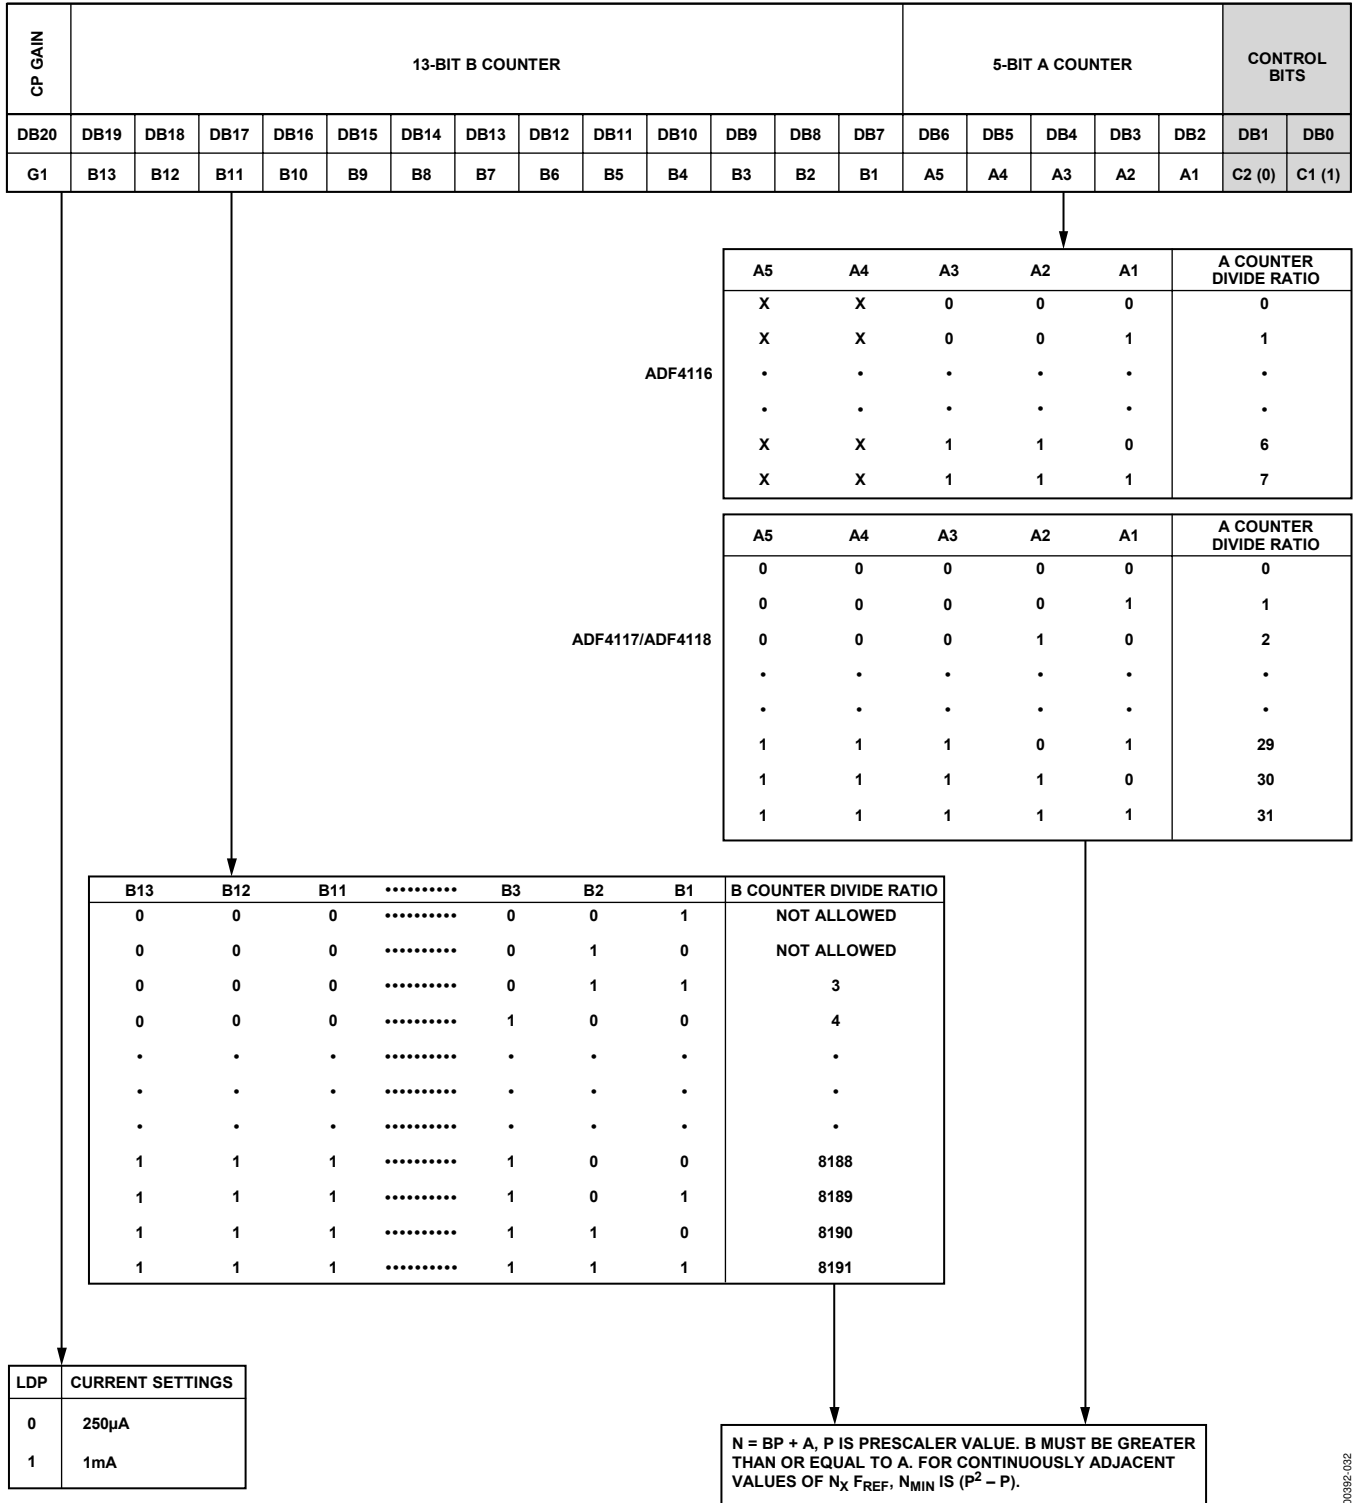 CP GAIN
13-BIT B COUNTER
5-BIT A COUNTER
CONTROL
BITS
DB20 DB19 DB18 DB17 DB16 DB15 DB14 DB13 DB12 DB11 DB10 DB9 DB8 DB7 DB6 DB5 DB4 DB3 DB2 DB1 DB0
G1 B13 B12 B11 B10 B9 B8 B7 B6 B5 B4 B3 B2 B1 A5 A4 A3 A2 A1 C2 (0) C1 (1)
A5 A4 A3 A2 A1 A COUNTER
DIVIDE RATIO
X X 0 0 0 0
X X 0 0 1 1
ADF4116
• • • • • •
• • • • • •
X X 1 1 0 6
X X 1 1 1 7
A5 A4 A3 A2 A1 A COUNTER
DIVIDE RATIO
0 0 0 0 0 0
0 0 0 0 1 1
ADF4117/ADF4118
0 0 0 1 0 2
• • • • • •
• • • • • •
1 1 1 0 1 29
1 1 1 1 0 30
1 1 1 1 1 31
B13 B12 B11 •••••••••• B3 B2 B1 B COUNTER DIVIDE RATIO
0 0 0 •••••••••• 0 0 1 NOT ALLOWED
0 0 0 •••••••••• 0 1 0 NOT ALLOWED
0 0 0 •••••••••• 0 1 1 3
0 0 0 •••••••••• 1 0 0 4
• • • •••••••••• • • • •
• • • •••••••••• • • • •
• • • •••••••••• • • • •
1 1 1 •••••••••• 1 0 0 8188
1 1 1 •••••••••• 1 0 1 8189
1 1 1 •••••••••• 1 1 0 8190
1 1 1 •••••••••• 1 1 1 8191
LDP CURRENT SETTINGS
0 250µA
1 1mA
N = BP + A, P IS PRESCALER VALUE. B MUST BE GREATER
THAN OR EQUAL TO A. FOR CONTINUOUSLY ADJACENT
VALUES OF NX FREF, NMIN IS (P² – P).
00392-032